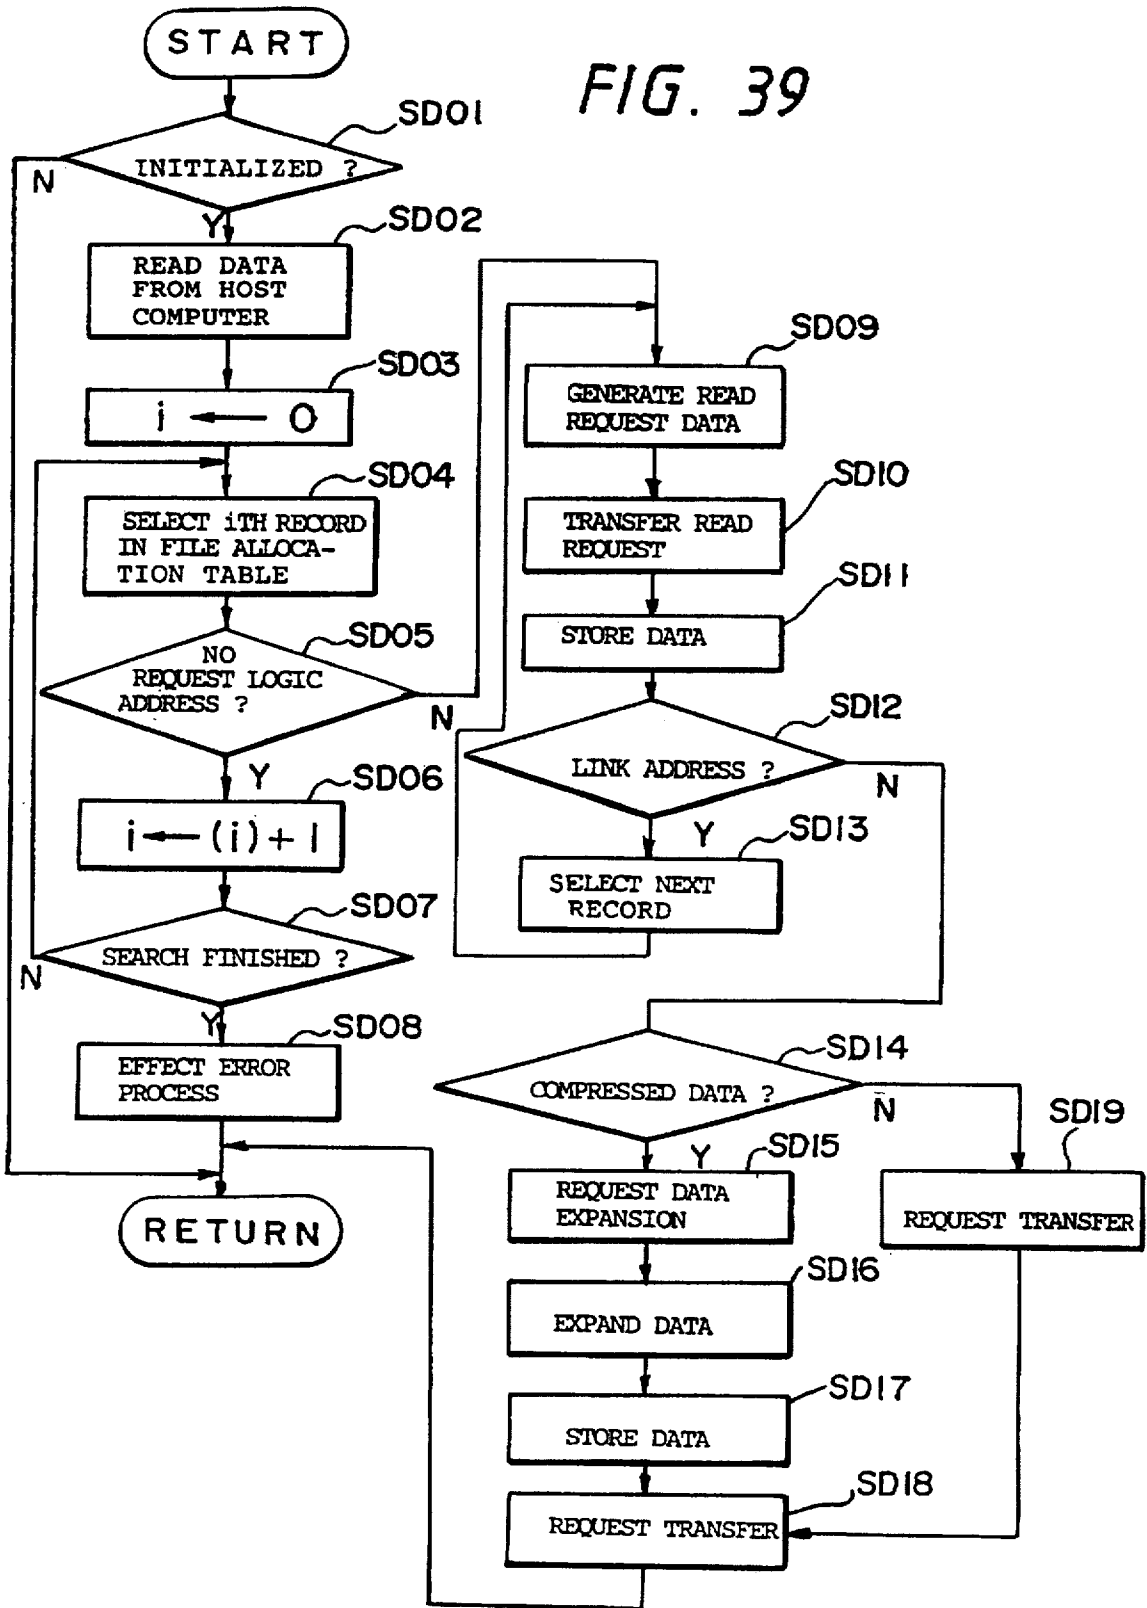 START
FIG. 39
SD01
INITIALIZED ?
N
Y
SD02
READ DATA
FROM HOST
COMPUTER
SD03
i ← 0
SD04
SELECT iTH RECORD
IN FILE ALLOCA-
TION TABLE
SD05
NO
REQUEST LOGIC
ADDRESS ?
N
Y
SD06
i ← (i) + 1
SD07
SEARCH FINISHED ?
N
Y
SD08
EFFECT ERROR
PROCESS
RETURN
SD09
GENERATE READ
REQUEST DATA
SD10
TRANSFER READ
REQUEST
SD11
STORE DATA
SD12
LINK ADDRESS ?
N
Y
SD13
SELECT NEXT
RECORD
SD14
COMPRESSED DATA ?
N
Y
SD15
REQUEST DATA
EXPANSION
SD19
REQUEST TRANSFER
SD16
EXPAND DATA
SD17
STORE DATA
SD18
REQUEST TRANSFER